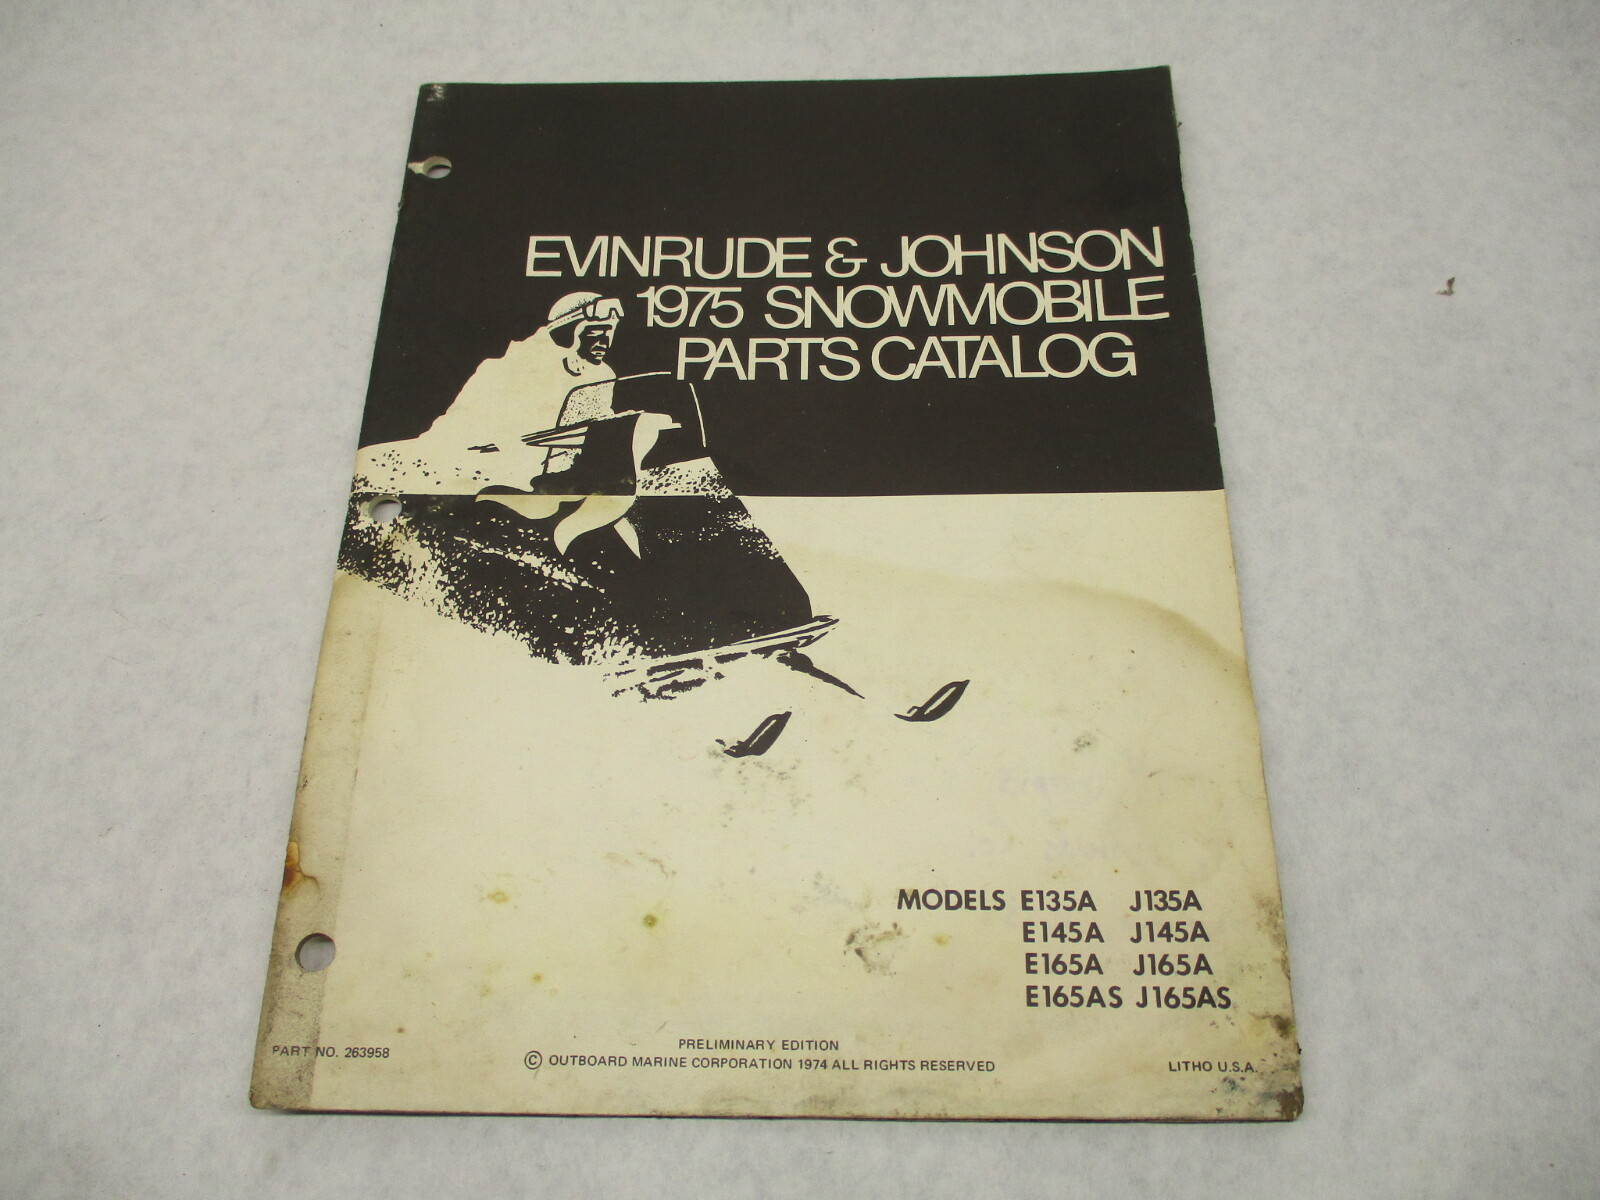 EVINRUDE & JOHNSON
1975 SNOWMOBILE
PARTS CATALOG
MODELS E135A J135A
E145A J145A
E165A J165A
E165AS J165AS
PART NO. 263958
PRELIMINARY EDITION
© OUTBOARD MARINE CORPORATION 1974 ALL RIGHTS RESERVED
LITHO U.S.A.